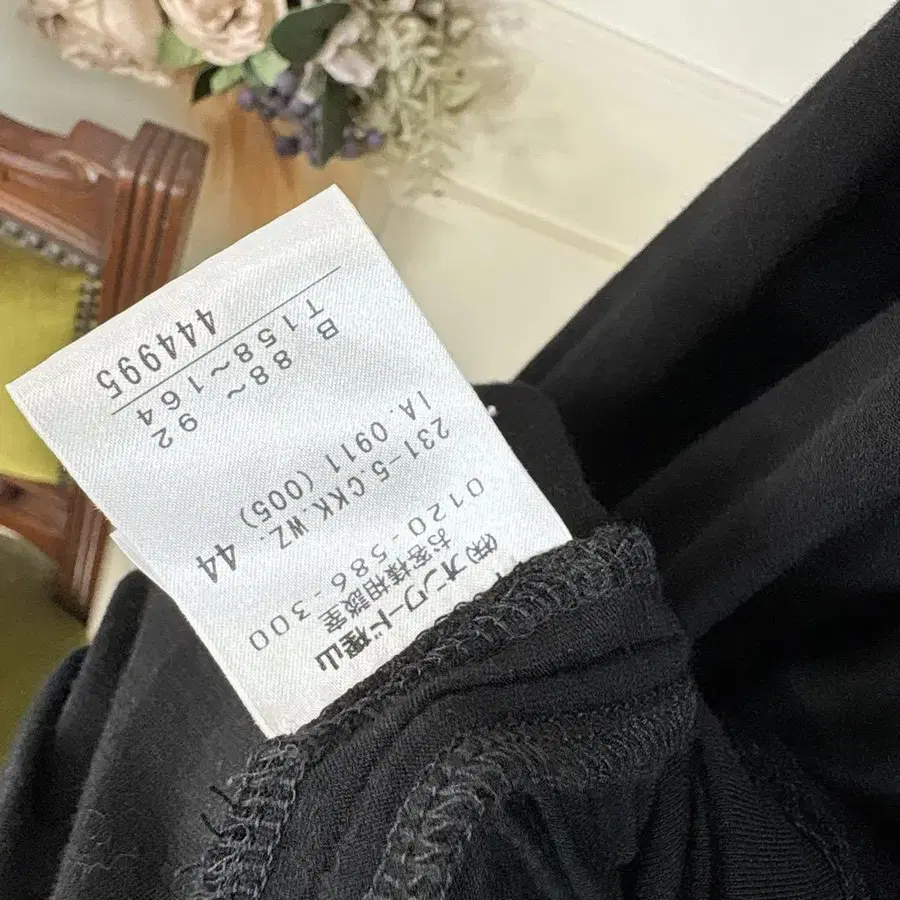 ㈱オンワード樫山
お客様相談室
0120-586-300
231-5.CKK.WZ. 44
IA. 0911 (005)
B 88～92
T158～164
444995